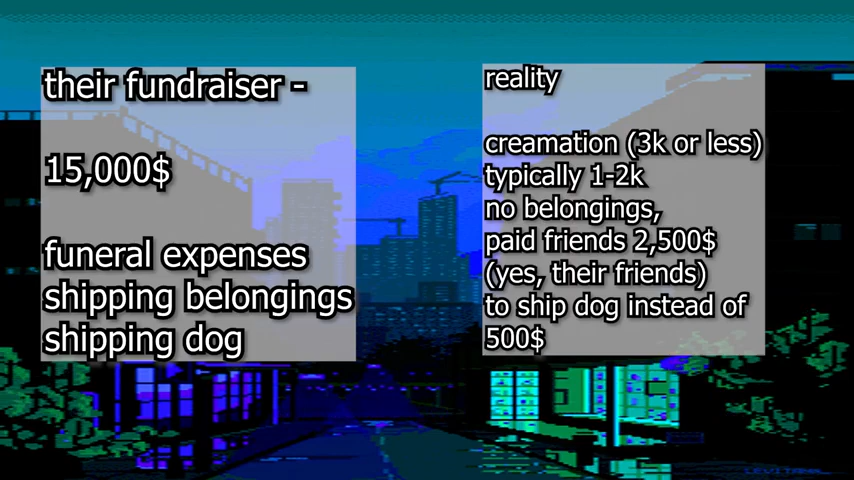 their fundraiser -
15,000$
funeral expenses
shipping belongings
shipping dog
reality
creamation (3k or less)
typically 1-2k
no belongings,
paid friends 2,500$
(yes, their friends)
to ship dog instead of
500$